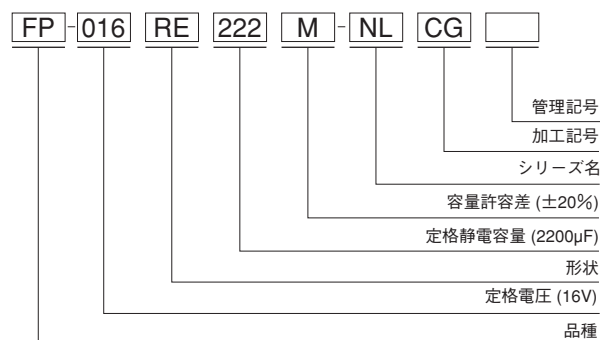 FP-016 RE 222 M-NL CG
管理記号
加工記号
シリーズ名
容量許容差 (±20%)
定格静電容量 (2200µF)
形状
定格電圧 (16V)
品種